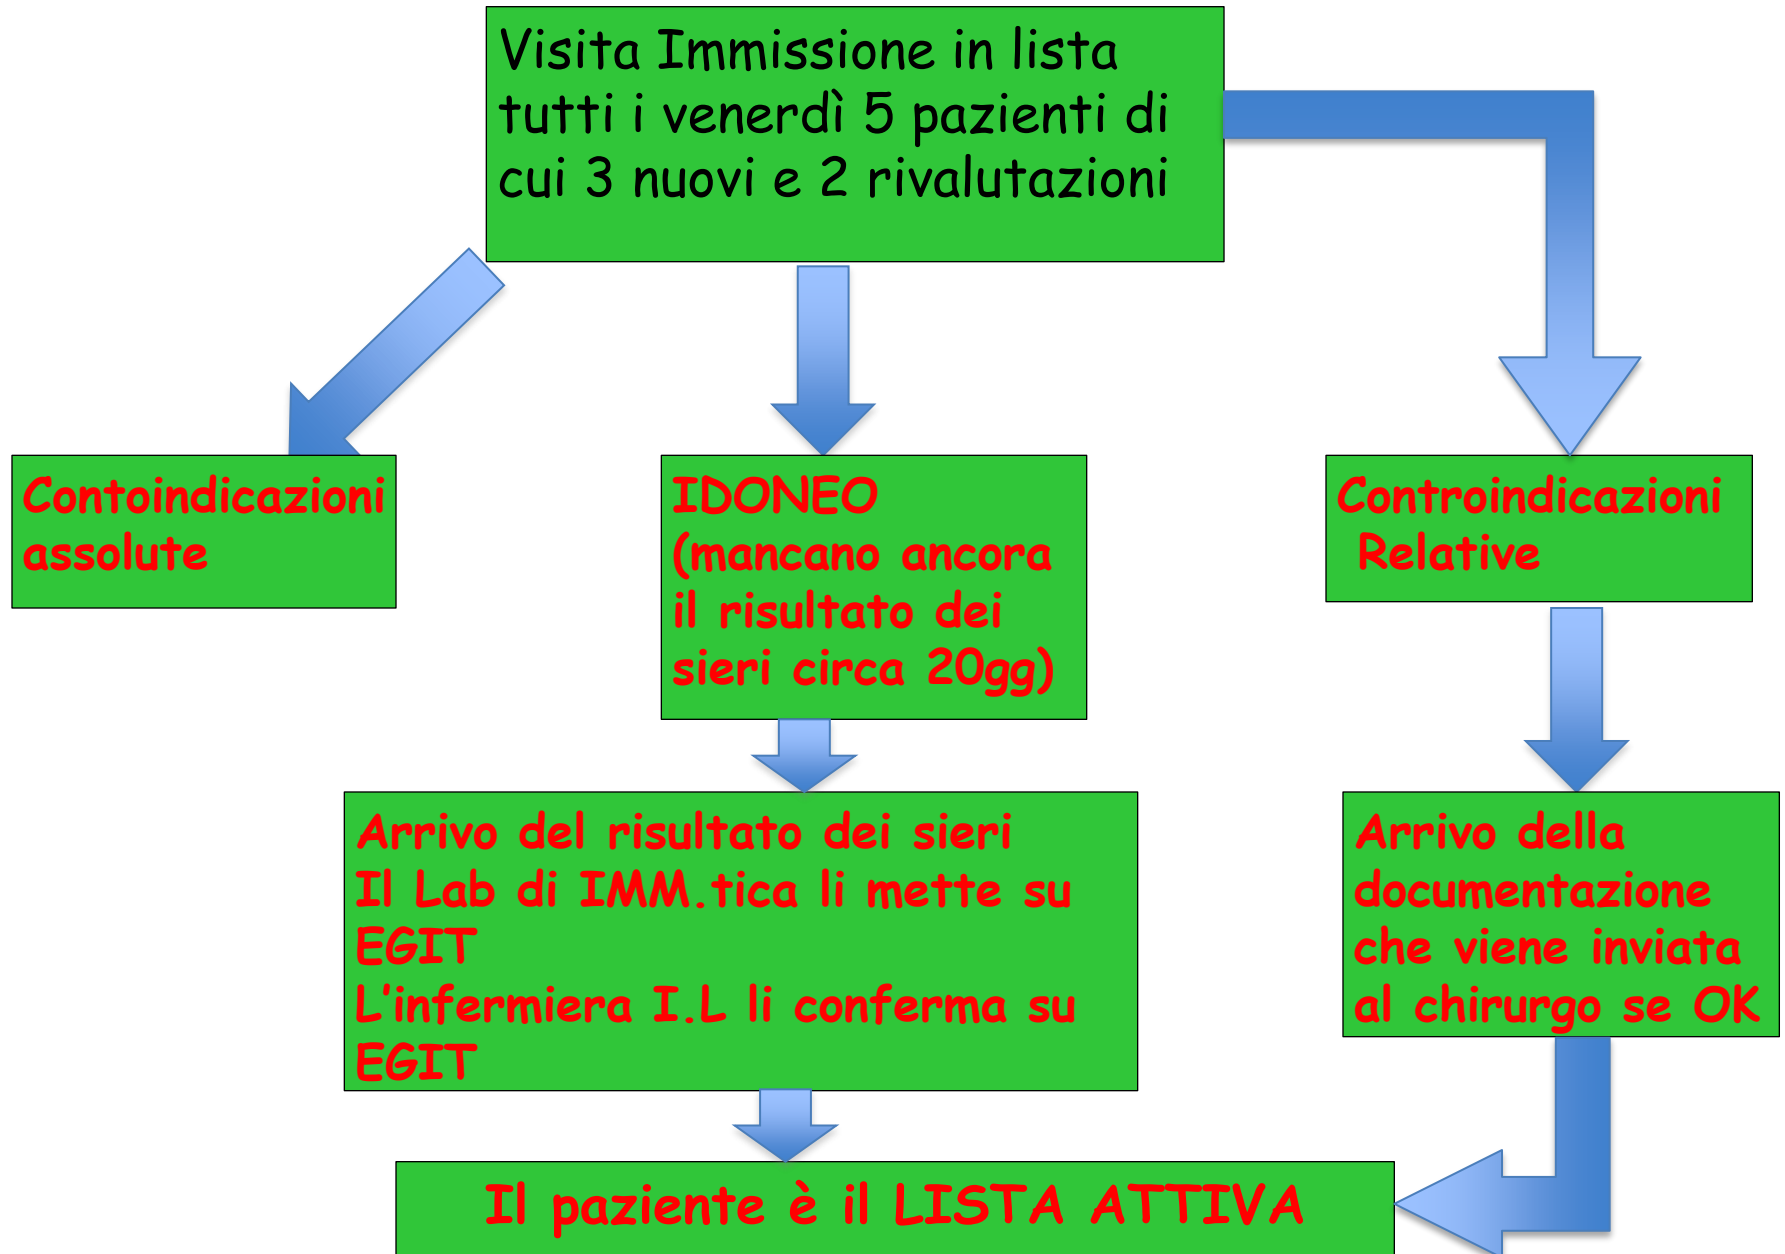 Visita Immissione in lista
tutti i venerdì 5 pazienti di
cui 3 nuovi e 2 rivalutazioni
Contoindicazioni
assolute
IDONEO
(mancano ancora
il risultato dei
sieri circa 20gg)
Controindicazioni
Relative
Arrivo del risultato dei sieri
Il Lab di IMM.tica li mette su
EGIT
L'infermiera I.L li conferma su
EGIT
Arrivo della
documentazione
che viene inviata
al chirurgo se OK
Il paziente è il LISTA ATTIVA